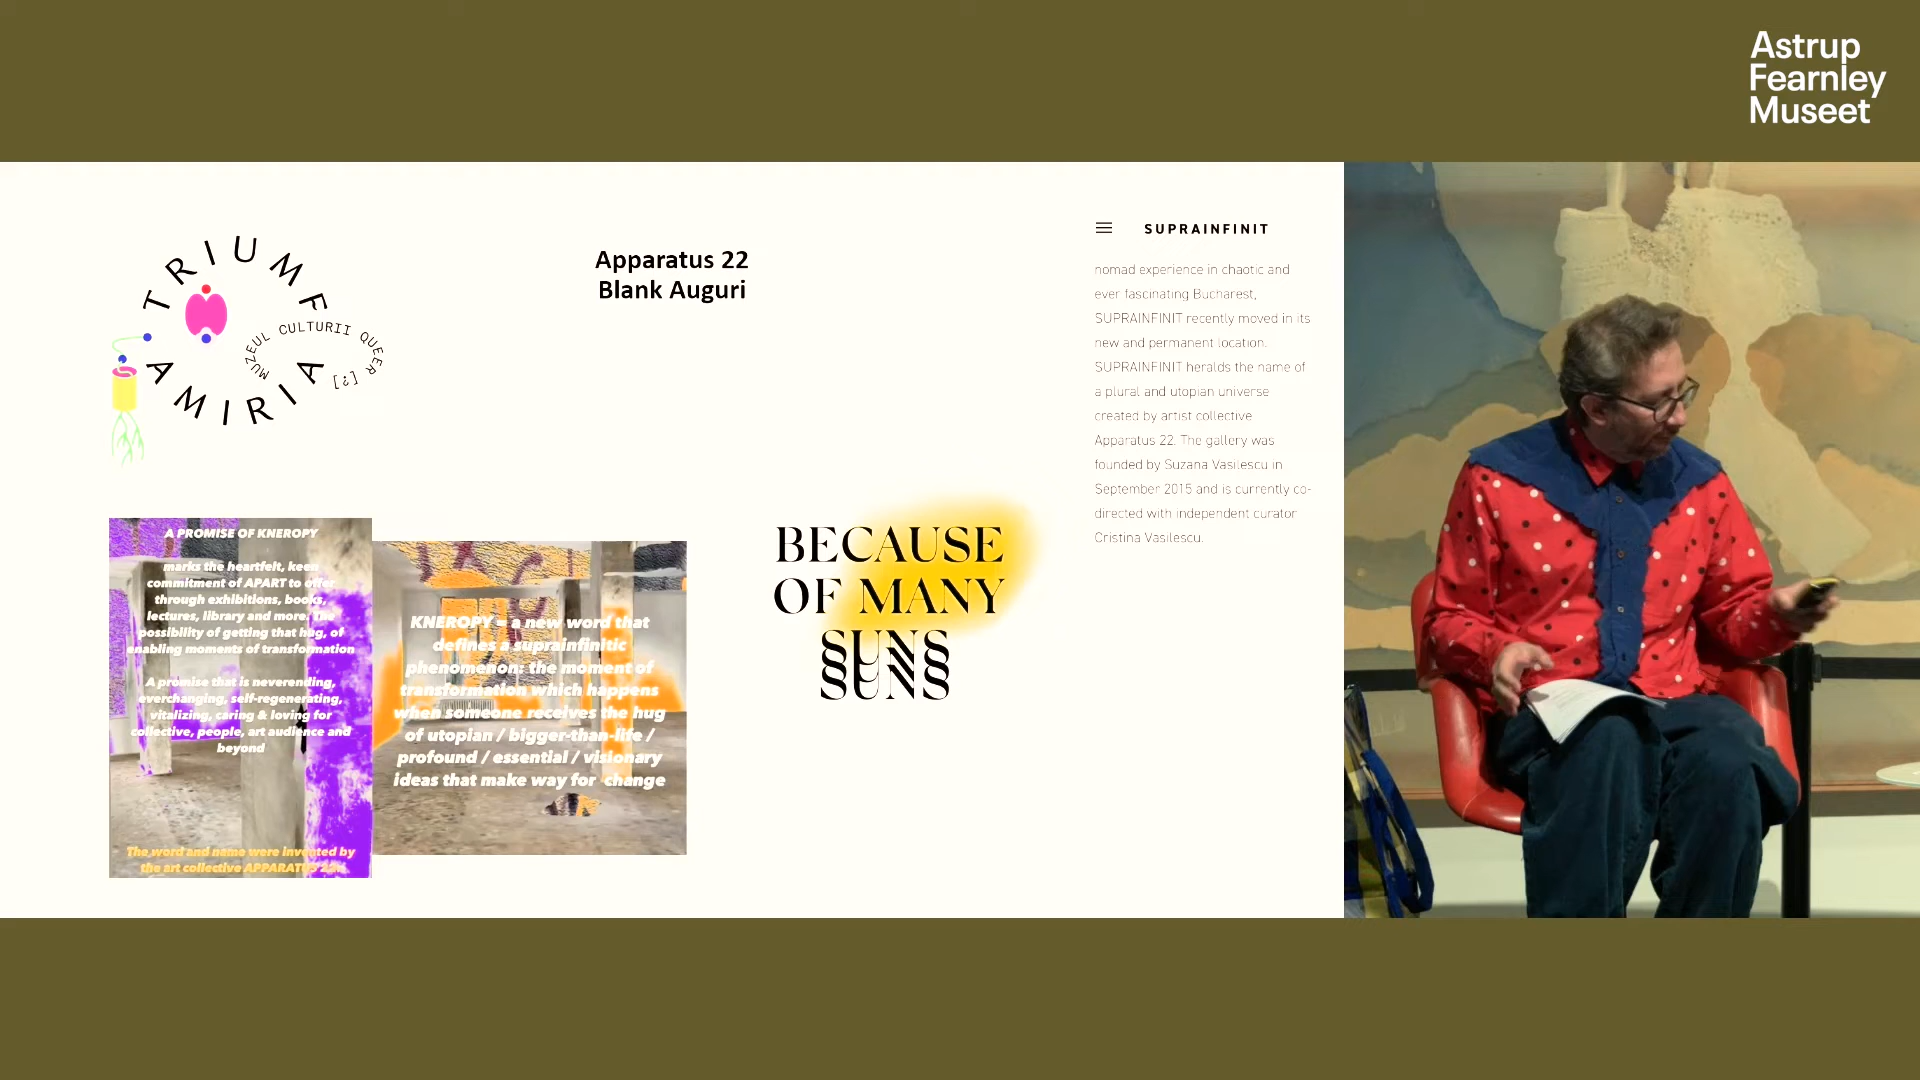 Astrup
Fearnley
Museet
TRIUMF
AMIRIA
MUZEUL CULTURII QUEER [?]
Apparatus 22
Blank Auguri
SUPRAINFINIT
nomad experience in chaotic and
ever fascinating Bucharest,
SUPRAINFINIT recently moved in its
new and permanent location.
SUPRAINFINIT heralds the name of
a plural and utopian universe
created by artist collective
Apparatus 22. The gallery was
founded by Suzana Vasilescu in
September 2015 and is currently co-
directed with independent curator
Cristina Vasilescu.
A PROMISE OF KNEROPY
marks the heartfelt, keen
commitment of APART to offer
through exhibitions, books,
lectures, library and more. The
possibility of getting that hug, of
enabling moments of transformation
A promise that is neverending,
everchanging, self-regenerating,
vitalizing, caring & loving for
collective, people, art audience and
beyond
The word and name were invented by
the art collective APPARATUS 22
KNEROPY = a new word that
defines a suprainfinitic
phenomenon: the moment of
transformation which happens
when someone receives the hug
of utopian / bigger-than-life /
profound / essential / visionary
ideas that make way for change
BECAUSE
OF MANY
SUNS
SUNS